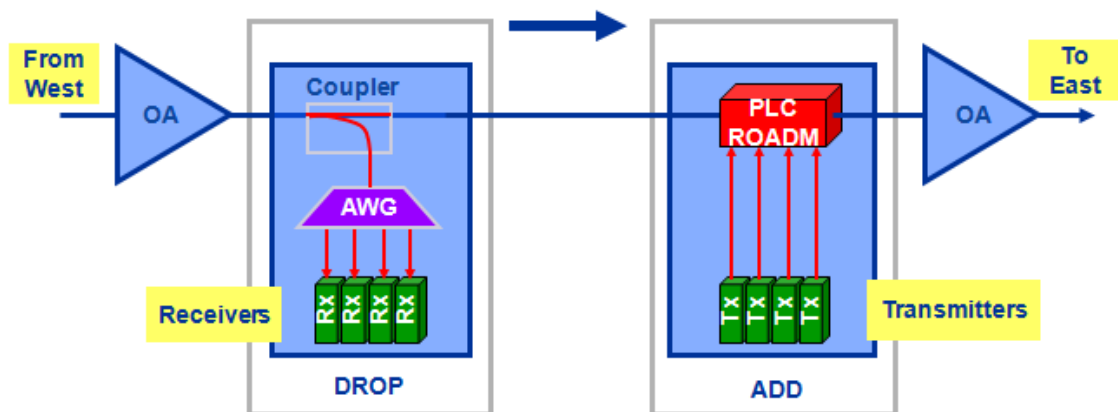 From
West
OA
Coupler
AWG
Rx
Rx
Rx
Rx
Receivers
DROP
PLC
ROADM
Tx
Tx
Tx
Tx
Transmitters
ADD
OA
To
East